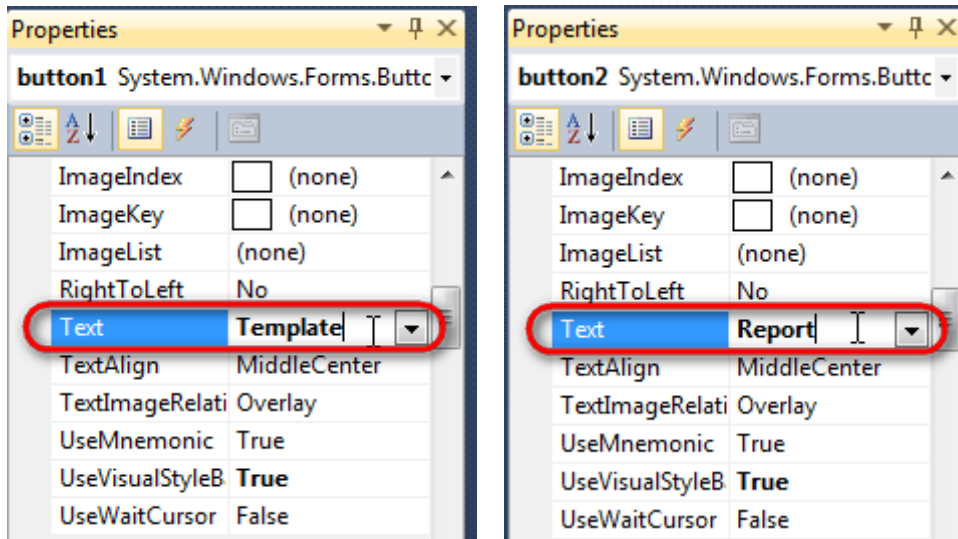 Properties
button1 System.Windows.Forms.Buttc
ImageIndex (none)
ImageKey (none)
ImageList (none)
RightToLeft No
Text Template
TextAlign MiddleCenter
TextImageRelati Overlay
UseMnemonic True
UseVisualStyleB True
UseWaitCursor False
Properties
button2 System.Windows.Forms.Buttc
ImageIndex (none)
ImageKey (none)
ImageList (none)
RightToLeft No
Text Report
TextAlign MiddleCenter
TextImageRelati Overlay
UseMnemonic True
UseVisualStyleB True
UseWaitCursor False